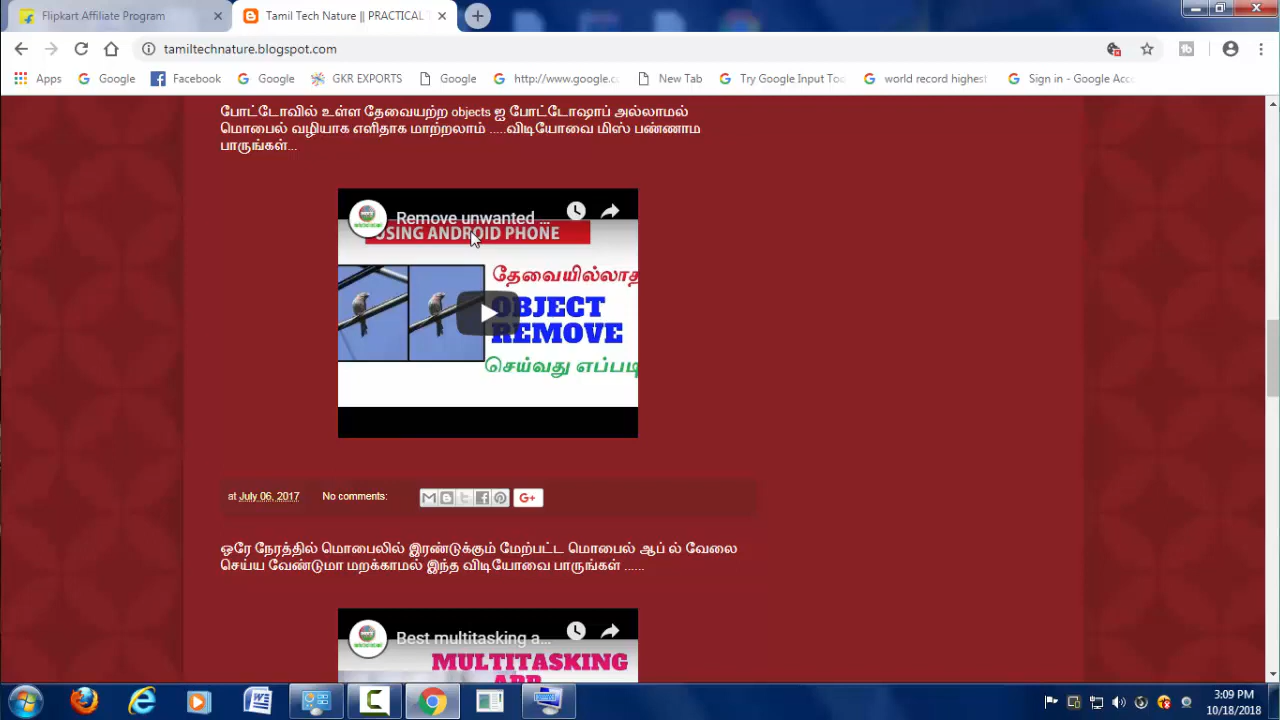 Flipkart Affiliate Program
Tamil Tech Nature || PRACTICAL
tamiltechnature.blogspot.com
Apps Google Facebook Google GKR EXPORTS Google http://www.google.c New Tab Try Google Input Too world record highes Sign in - Google Acc
போட்டோவில் உள்ள தேவையற்ற objects ஐ போட்டோஷாப் அல்லாமல்
மொபைல் வழியாக எளிதாக மாற்றலாம் .....விடியோவை மிஸ் பண்ணாம
பாருங்கள்...
Remove unwanted ...
USING ANDROID PHONE
தேவையில்லாத
OBJECT
REMOVE
செய்வது எப்படி
at July 06, 2017 No comments:
G+
ஒரே நேரத்தில் மொபைலில் இரண்டுக்கும் மேற்பட்ட மொபைல் ஆப் ல் வேலை
செய்ய வேண்டுமா மறக்காமல் இந்த விடியோவை பாருங்கள் ......
Best multitasking a...
MULTITASKING
APP
3:09 PM
10/18/2018